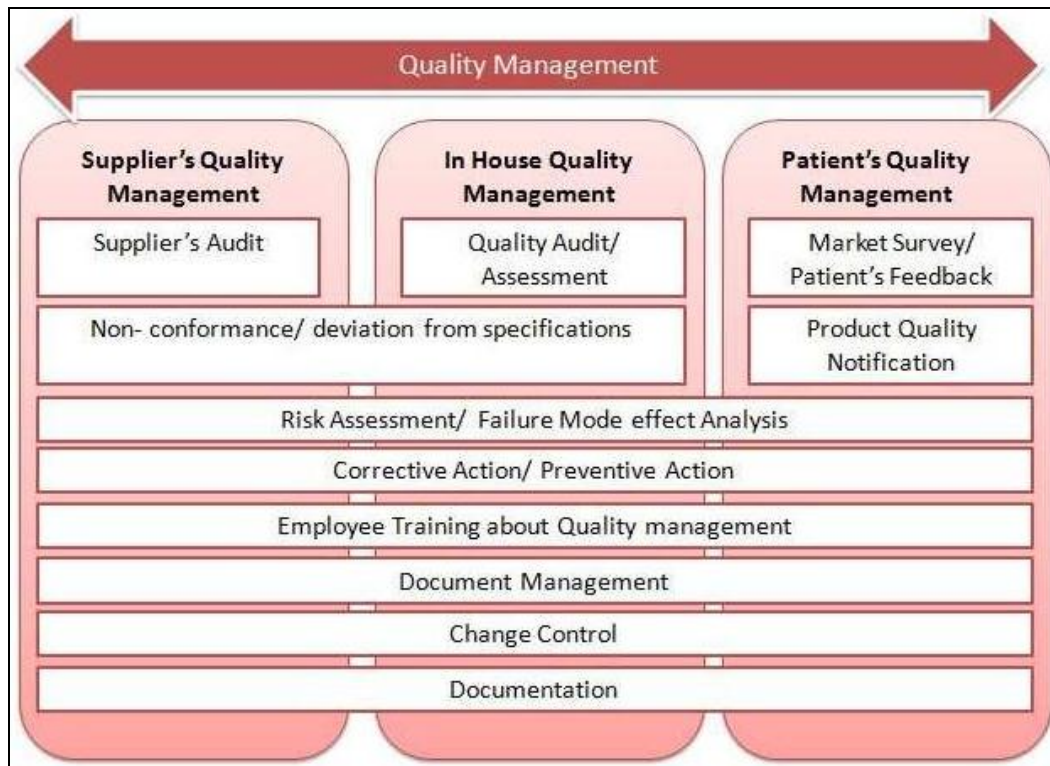 Quality Management
Supplier’s Quality
Management
In House Quality
Management
Patient’s Quality
Management
Supplier’s Audit
Quality Audit/
Assessment
Market Survey/
Patient’s Feedback
Non- conformance/ deviation from specifications
Product Quality
Notification
Risk Assessment/ Failure Mode effect Analysis
Corrective Action/ Preventive Action
Employee Training about Quality management
Document Management
Change Control
Documentation